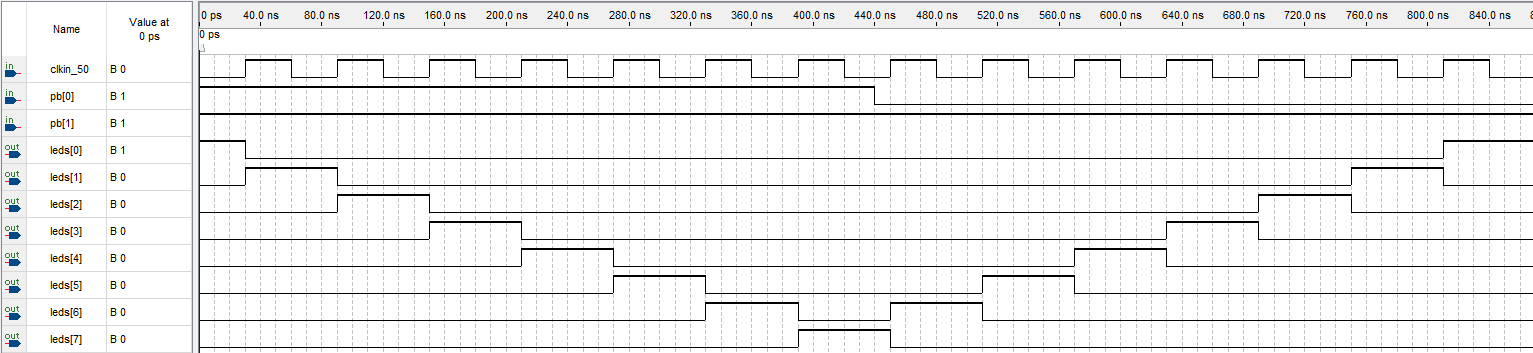 Name Value at 0 ps
0 ps 40.0 ns 80.0 ns 120.0 ns 160.0 ns 200.0 ns 240.0 ns 280.0 ns 320.0 ns 360.0 ns 400.0 ns 440.0 ns 480.0 ns 520.0 ns 560.0 ns 600.0 ns 640.0 ns 680.0 ns 720.0 ns 760.0 ns 800.0 ns 840.0 ns
0 ps
in clkin_50 B 0
in pb[0] B 1
in pb[1] B 1
out leds[0] B 1
out leds[1] B 0
out leds[2] B 0
out leds[3] B 0
out leds[4] B 0
out leds[5] B 0
out leds[6] B 0
out leds[7] B 0